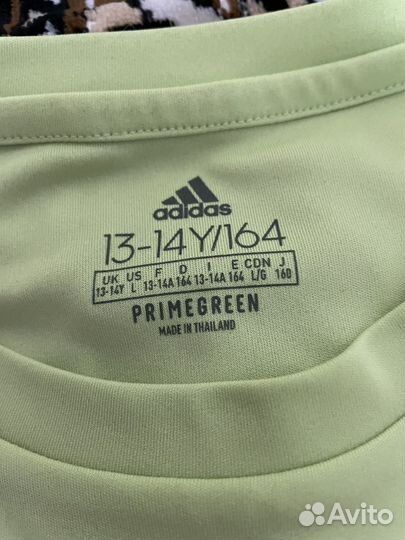 adidas
13-14Y/164
UK US F D I E CDN J
13-14Y L 13-14A 164 13-14A 164 L/G 160
PRIMEGREEN
MADE IN THAILAND
Avito